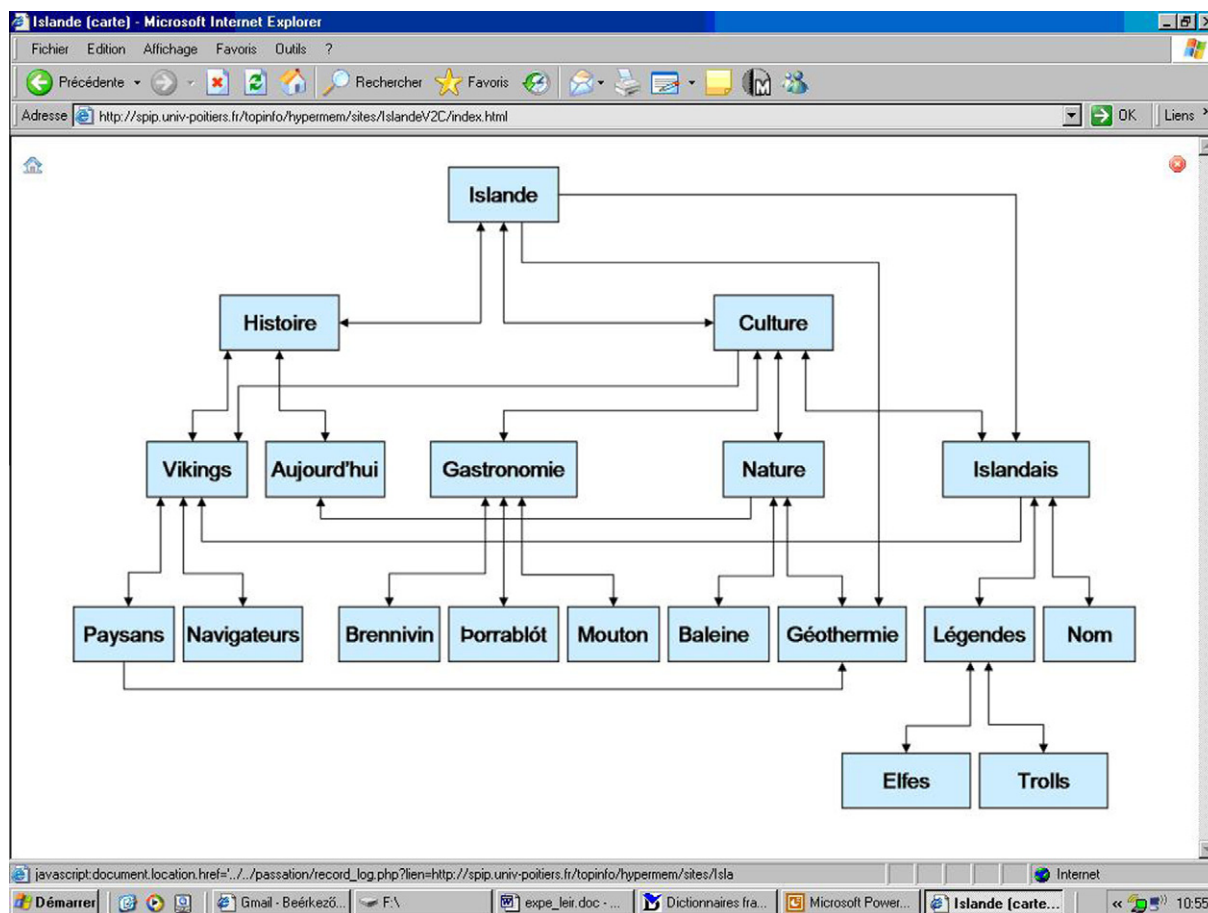 Islande (carte) - Microsoft Internet Explorer
Fichier Edition Affichage Favoris Outils ?
Précédente Rechercher Favoris
Adresse http://spip.univ-poitiers.fr/topinfo/hypermem/sites/IslandeV2C/index.html OK Liens »
Islande
Histoire Culture
Vikings Aujourd'hui Gastronomie Nature Islandais
Paysans Navigateurs Brennivin Þorrablót Mouton Baleine Géothermie Légendes Nom
Elfes Trolls
javascript:document.location.href='../../passation/record_log.php?lien=http://spip.univ-poitiers.fr/topinfo/hypermem/sites/Isla Internet
Démarrer Gmail - Beérkező... F:\ expe_leir.doc - ... Dictionnaires fra... Microsoft Power... Islande (carte... « 10:55